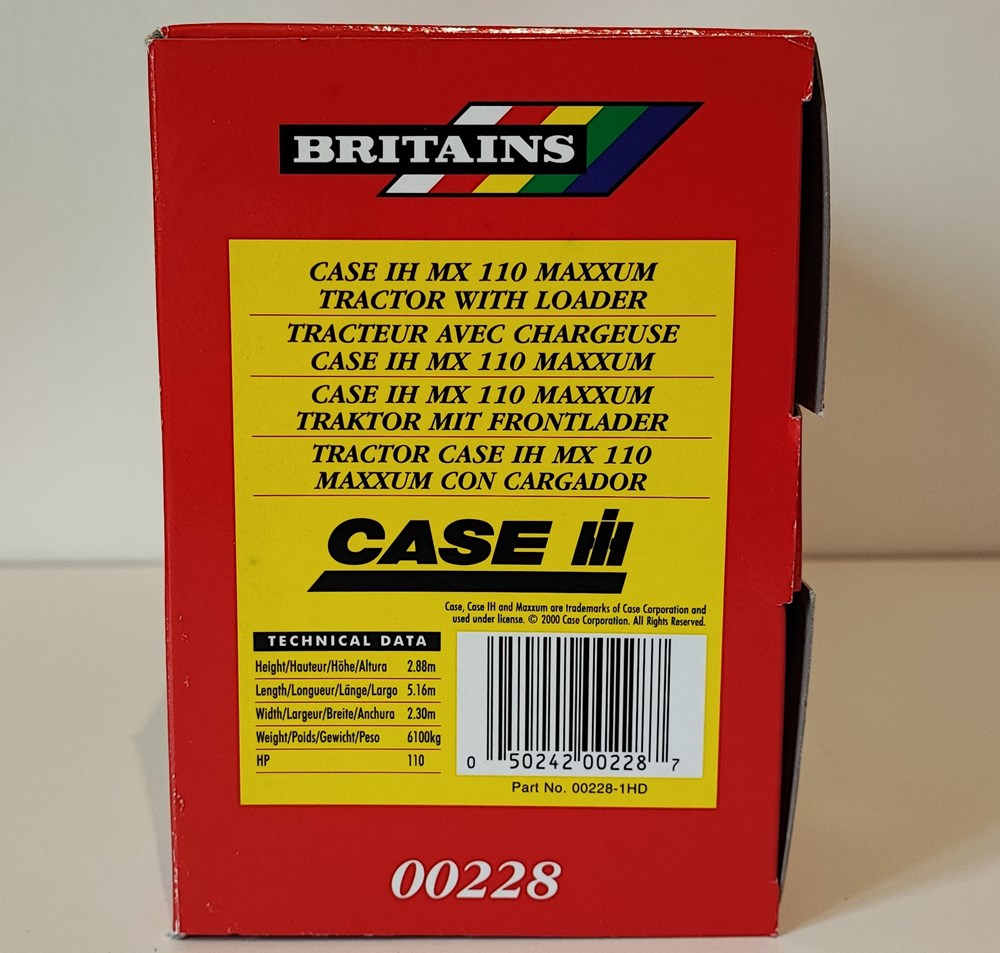 BRITAINS
CASE IH MX 110 MAXXUM
TRACTOR WITH LOADER
TRACTEUR AVEC CHARGEUSE
CASE IH MX 110 MAXXUM
CASE IH MX 110 MAXXUM
TRAKTOR MIT FRONTLADER
TRACTOR CASE IH MX 110
MAXXUM CON CARGADOR
CASE IH
Case, Case IH and Maxxum are trademarks of Case Corporation and
used under license. © 2000 Case Corporation. All Rights Reserved.
TECHNICAL DATA
Height/Hauteur/Höhe/Altura 2.88m
Length/Longueur/Länge/Largo 5.16m
Width/Largeur/Breite/Anchura 2.30m
Weight/Poids/Gewicht/Peso 6100kg
HP 110
0 50242 00228 7
Part No. 00228-1HD
00228